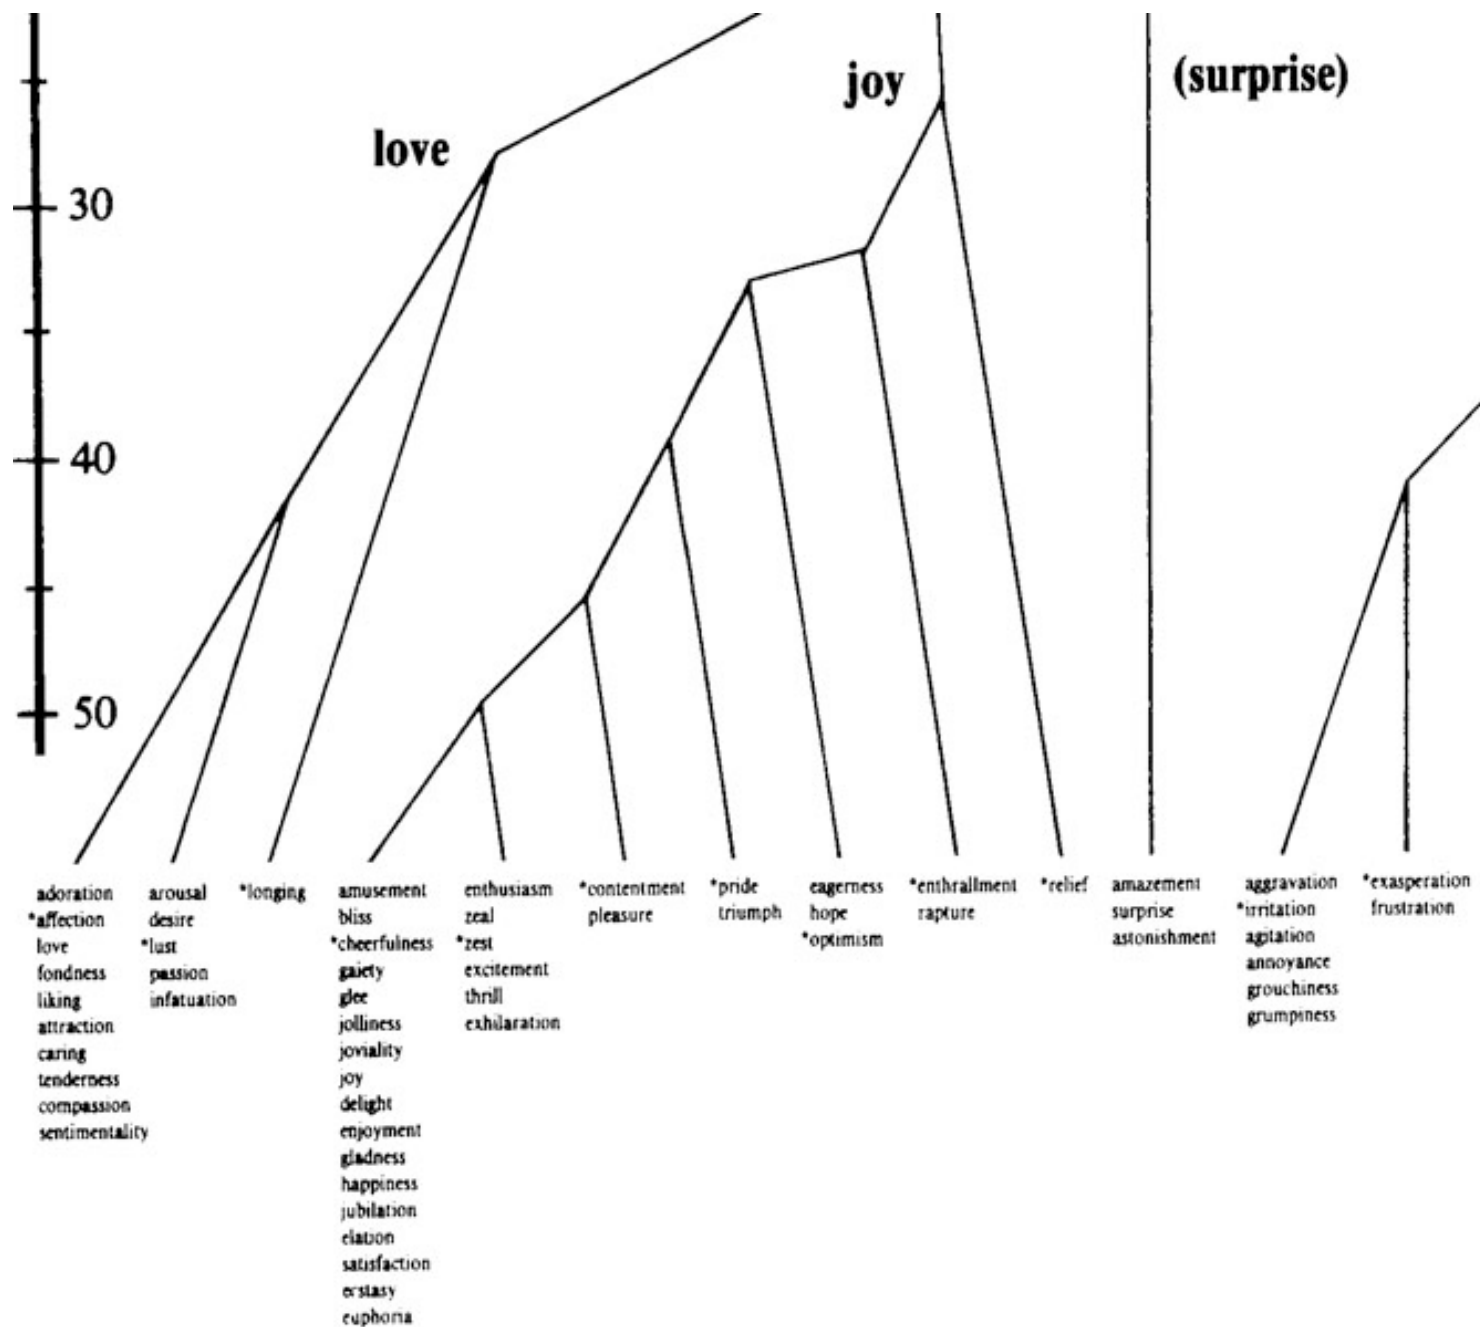 joy
(surprise)
love
30
40
50
adoration
*affection
love
fondness
liking
attraction
caring
tenderness
compassion
sentimentality
arousal
desire
*lust
passion
infatuation
*longing
amusement
bliss
*cheerfulness
gaiety
glee
jolliness
joviality
joy
delight
enjoyment
gladness
happiness
jubilation
elation
satisfaction
ecstasy
euphoria
enthusiasm
zeal
*zest
excitement
thrill
exhilaration
*contentment
pleasure
*pride
triumph
eagerness
hope
*optimism
*enthrallment
rapture
*relief
amazement
surprise
astonishment
aggravation
*irritation
agitation
annoyance
grouchiness
grumpiness
*exasperation
frustration